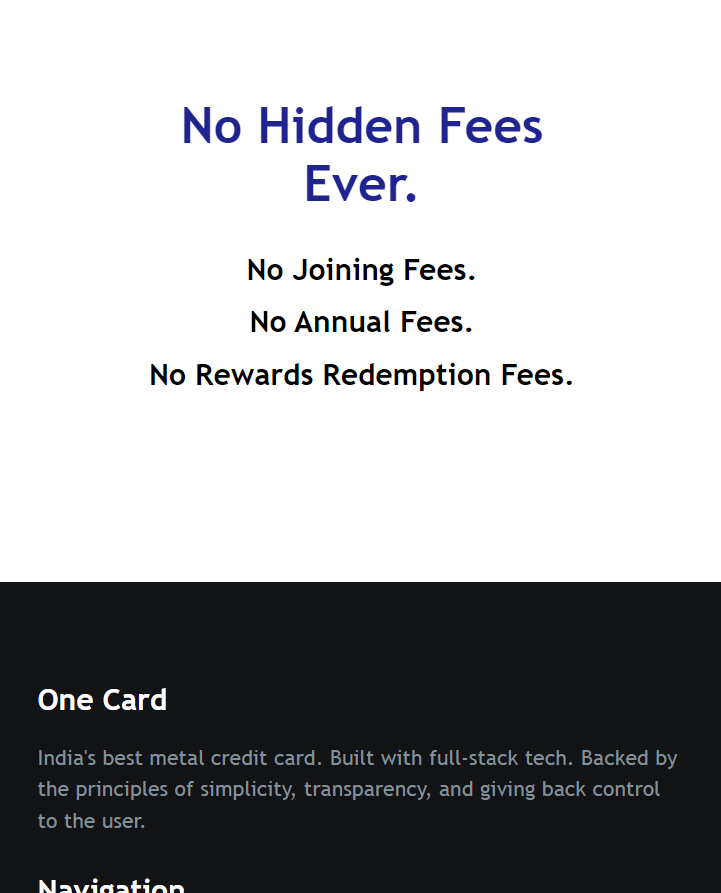 No Hidden Fees
Ever.
No Joining Fees.
No Annual Fees.
No Rewards Redemption Fees.
One Card
India's best metal credit card. Built with full-stack tech. Backed by
the principles of simplicity, transparency, and giving back control
to the user.
Navigation